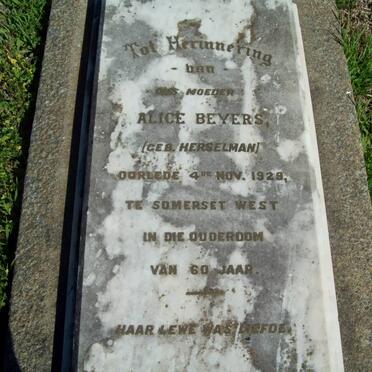 Tot Herinnering
van
ONS MOEDER
ALICE BEYERS,
(GEB. HERSELMAN)
OORLEDE 4DE NOV. 1929,
TE SOMERSET WEST
IN DIE OUDERDOM
VAN 60 JAAR.
HAAR LEWE WAS LIEFDE.